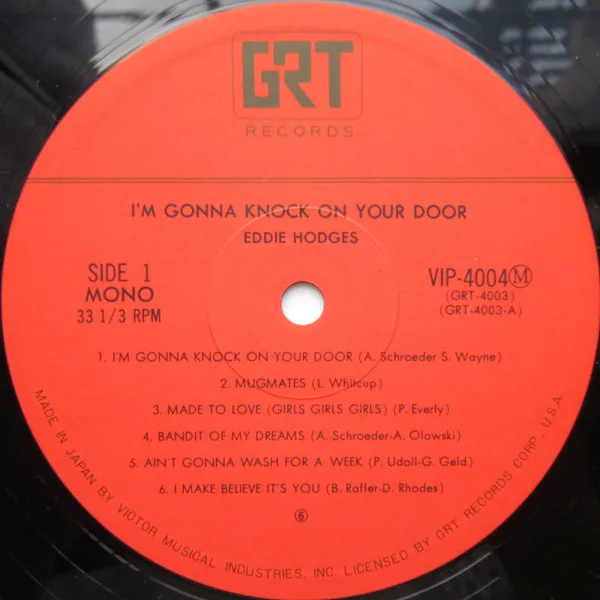 GRT
RECORDS
I'M GONNA KNOCK ON YOUR DOOR
EDDIE HODGES
SIDE 1
MONO
33 1/3 RPM
VIP-4004Ⓜ
(GRT-4003)
(GRT-4003-A)
1. I'M GONNA KNOCK ON YOUR DOOR (A. Schroeder S. Wayne)
2. MUGMATES (L. Whitcup)
3. MADE TO LOVE (GIRLS GIRLS GIRLS) (P. Everly)
4. BANDIT OF MY DREAMS (A. Schroeder-A. Olowski)
5. AIN'T GONNA WASH FOR A WEEK (P. Udoll-G. Geld)
6. I MAKE BELIEVE IT'S YOU (B. Raffer-D. Rhodes)
⑥
MADE IN JAPAN BY VICTOR MUSICAL INDUSTRIES, INC. LICENSED BY GRT RECORDS CORP., U.S.A.